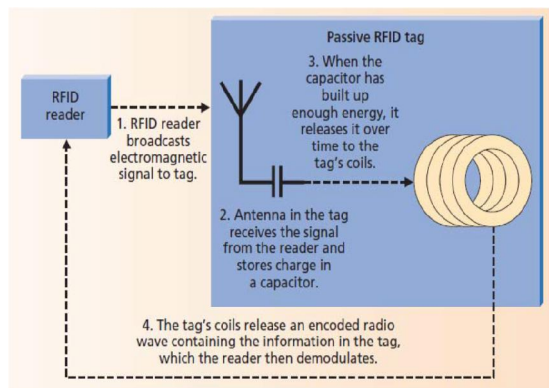 Passive RFID tag
RFID
reader
1. RFID reader
broadcasts
electromagnetic
signal to tag.
2. Antenna in the tag
receives the signal
from the reader and
stores charge in
a capacitor.
3. When the
capacitor has
built up
enough energy, it
releases it over
time to the
tag's coils.
4. The tag's coils release an encoded radio
wave containing the information in the tag,
which the reader then demodulates.